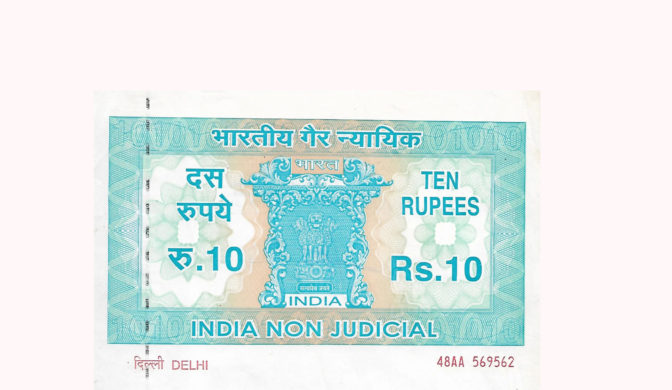 भारतीय गैर न्यायिक
भारत
दस
रुपये
रु.10
TEN
RUPEES
Rs.10
सत्यमेव जयते
INDIA
INDIA NON JUDICIAL
दिल्ली DELHI
48AA 569562